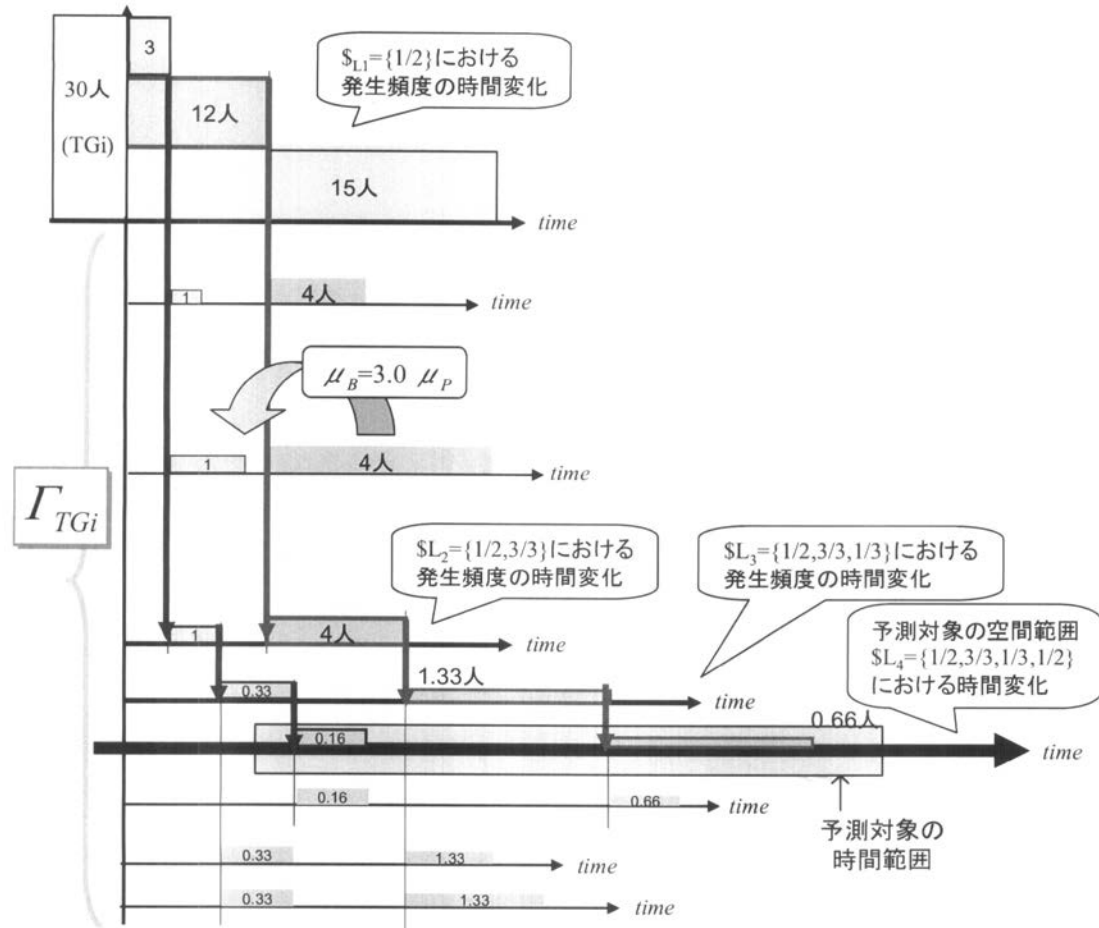 3
30人
(TGi)
12人
15人
time
$L1={1/2}における
発生頻度の時間変化
1
4人
time
μB=3.0 μP
1
4人
time
ΓTGi
$L2={1/2,3/3}における
発生頻度の時間変化
$L3={1/2,3/3,1/3}における
発生頻度の時間変化
1
4人
time
予測対象の空間範囲
$L4={1/2,3/3,1/3,1/2}
における時間変化
0.33
1.33人
time
0.16
0.66人
time
0.16
0.66
time
予測対象の
時間範囲
0.33
1.33
time
0.33
1.33
time